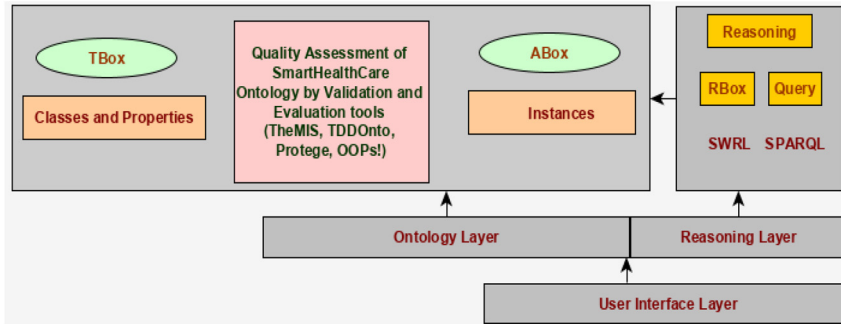 TBox
Classes and Properties
Quality Assessment of
SmartHealthCare
Ontology by Validation and
Evaluation tools
(TheMIS, TDDOnto,
Protege, OOPs!)
ABox
Instances
Reasoning
RBox
Query
SWRL
SPARQL
Ontology Layer
Reasoning Layer
User Interface Layer